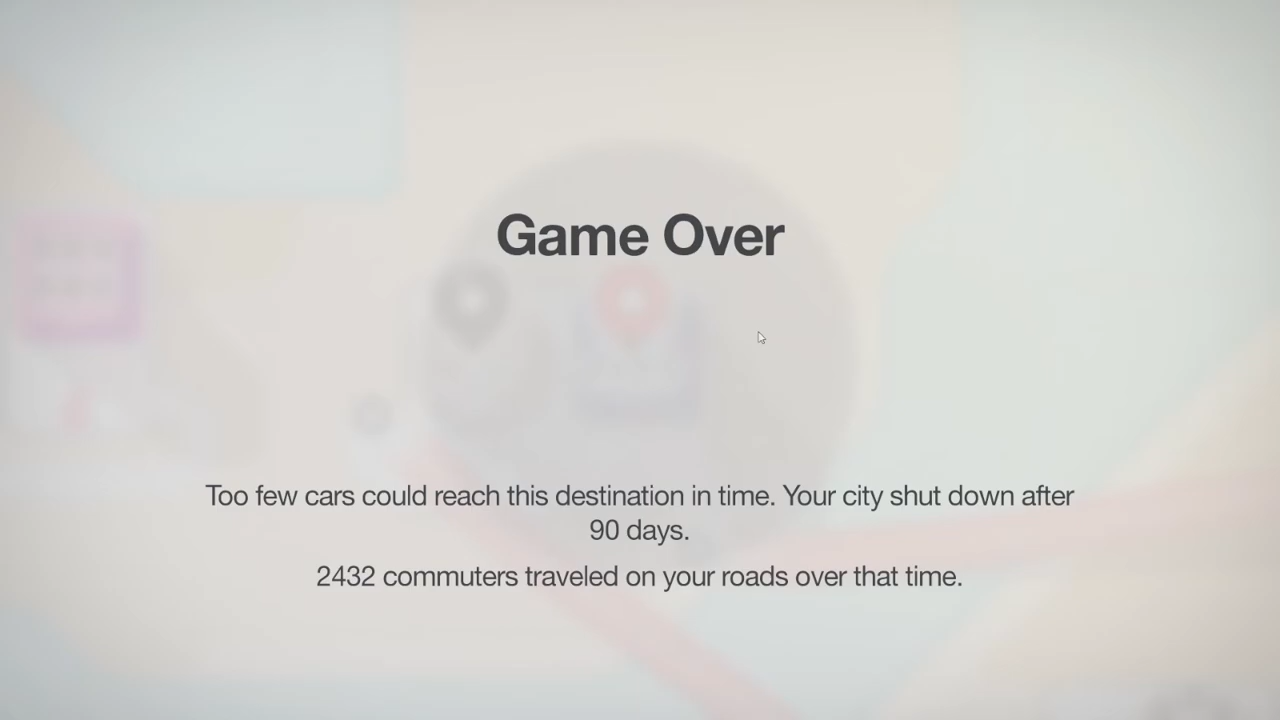 Game Over
Too few cars could reach this destination in time. Your city shut down after
90 days.
2432 commuters traveled on your roads over that time.